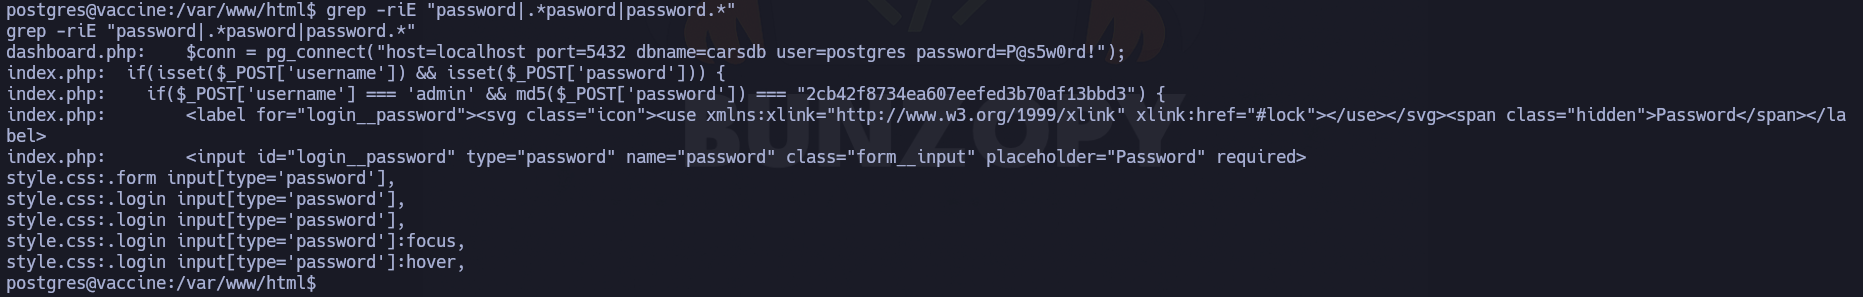 postgres@vaccine:/var/www/html$ grep -riE "password|.*pasword|password.*"
grep -riE "password|.*pasword|password.*"
dashboard.php:    $conn = pg_connect("host=localhost port=5432 dbname=carsdb user=postgres password=P@s5w0rd!");
index.php:  if(isset($_POST['username']) && isset($_POST['password'])) {
index.php:    if($_POST['username'] === 'admin' && md5($_POST['password']) === "2cb42f8734ea607eefed3b70af13bbd3") {
index.php:        <label for="login__password"><svg class="icon"><use xmlns:xlink="http://www.w3.org/1999/xlink" xlink:href="#lock"></use></svg><span class="hidden">Password</span></la
bel>
index.php:        <input id="login__password" type="password" name="password" class="form__input" placeholder="Password" required>
style.css:.form input[type='password'],
style.css:.login input[type='password'],
style.css:.login input[type='password'],
style.css:.login input[type='password']:focus,
style.css:.login input[type='password']:hover,
postgres@vaccine:/var/www/html$
BUNZOPY